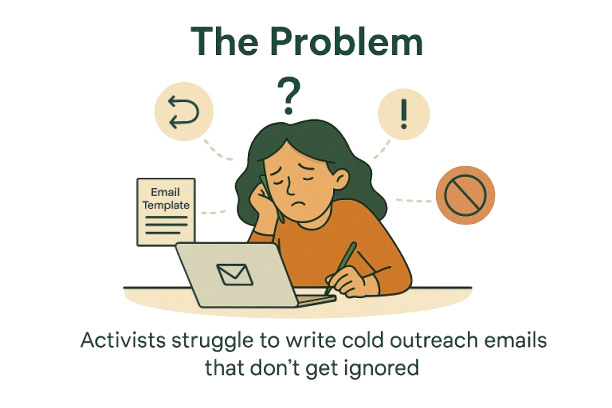 The Problem
?
!
Email
Template
Activists struggle to write cold outreach emails
that don’t get ignored